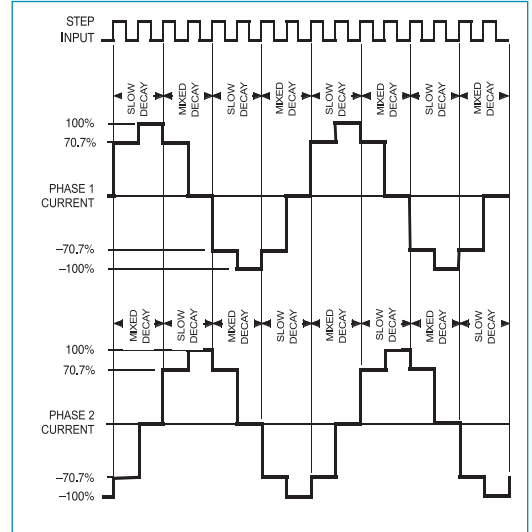 STEP
INPUT
SLOW
DECAY
MIXED
DECAY
SLOW
DECAY
MIXED
DECAY
SLOW
DECAY
MIXED
DECAY
SLOW
DECAY
MIXED
DECAY
100%
70.7%
PHASE 1
CURRENT
–70.7%
–100%
MIXED
DECAY
SLOW
DECAY
MIXED
DECAY
SLOW
DECAY
MIXED
DECAY
SLOW
DECAY
MIXED
DECAY
SLOW
DECAY
100%
70.7%
PHASE 2
CURRENT
–70.7%
–100%